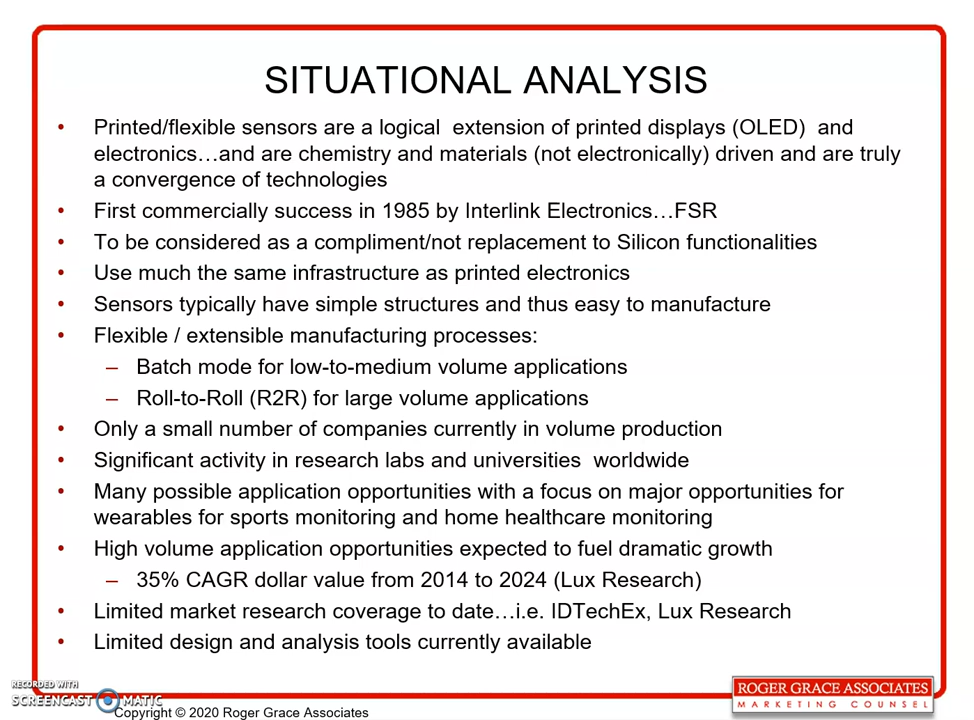 SITUATIONAL ANALYSIS
• Printed/flexible sensors are a logical extension of printed displays (OLED) and
electronics…and are chemistry and materials (not electronically) driven and are truly
a convergence of technologies
• First commercially success in 1985 by Interlink Electronics…FSR
• To be considered as a compliment/not replacement to Silicon functionalities
• Use much the same infrastructure as printed electronics
• Sensors typically have simple structures and thus easy to manufacture
• Flexible / extensible manufacturing processes:
– Batch mode for low-to-medium volume applications
– Roll-to-Roll (R2R) for large volume applications
• Only a small number of companies currently in volume production
• Significant activity in research labs and universities worldwide
• Many possible application opportunities with a focus on major opportunities for
wearables for sports monitoring and home healthcare monitoring
• High volume application opportunities expected to fuel dramatic growth
– 35% CAGR dollar value from 2014 to 2024 (Lux Research)
• Limited market research coverage to date…i.e. IDTechEx, Lux Research
• Limited design and analysis tools currently available
RECORDED WITH
SCREENCAST MATIC
Copyright © 2020 Roger Grace Associates
ROGER GRACE ASSOCIATES
MARKETING COUNSEL